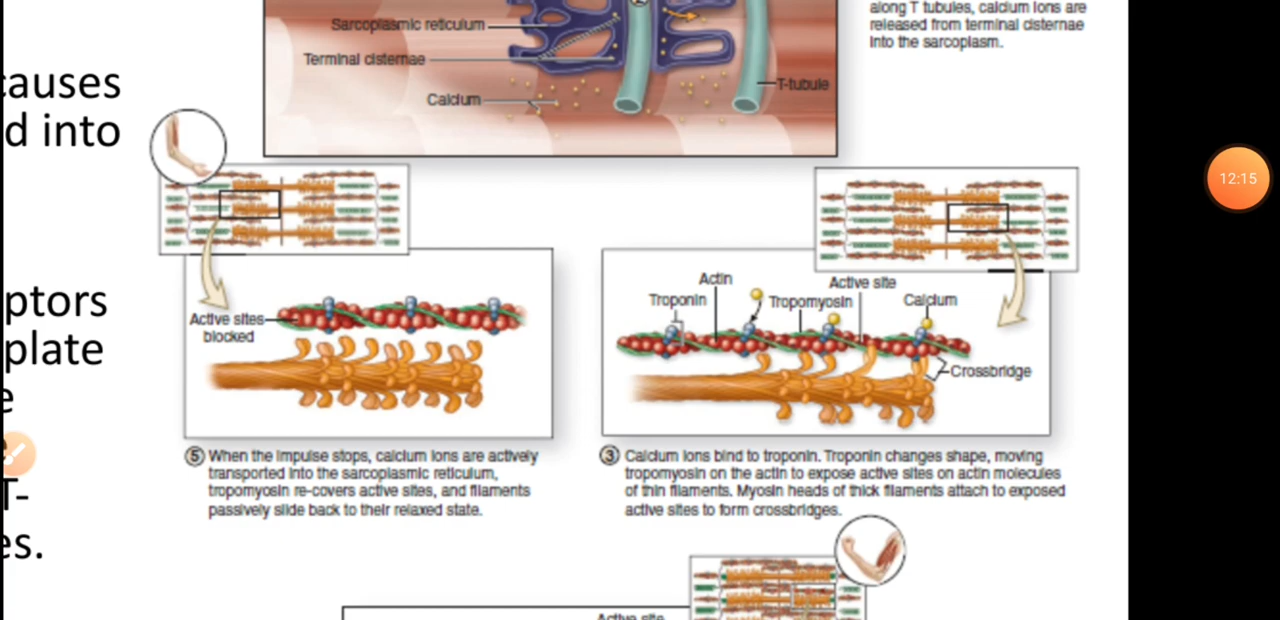 along T tubules, calcium ions are
released from terminal cisternae
into the sarcoplasm.
Sarcoplasmic reticulum
Terminal cisternae
Calcium
T-tubule
causes
d into
12:15
ptors
plate
e
T-
es.
Active sites
blocked
Actin
Active site
Troponin
Tropomyosin
Calcium
Crossbridge
5 When the impulse stops, calcium ions are actively
transported into the sarcoplasmic reticulum,
tropomyosin re-covers active sites, and filaments
passively slide back to their relaxed state.
3 Calcium ions bind to troponin. Troponin changes shape, moving
tropomyosin on the actin to expose active sites on actin molecules
of thin filaments. Myosin heads of thick filaments attach to exposed
active sites to form crossbridges.
Active site